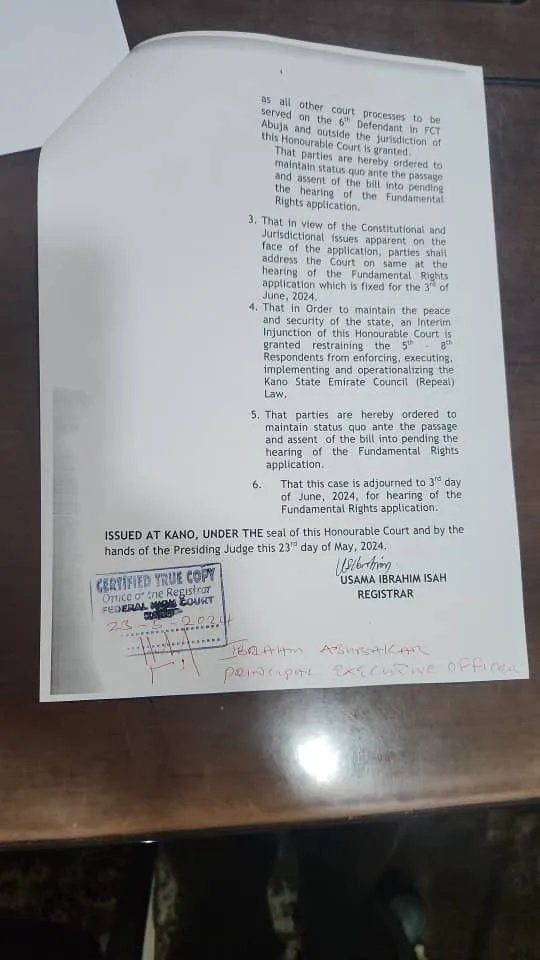 as all other court processes to be
served on the 6th Defendant in FCT
Abuja and outside the jurisdiction of
this Honourable Court is granted.
That parties are hereby ordered to
maintain status quo ante the passage
and assent of the bill into pending
the hearing of the Fundamental
Rights application.
3. That in view of the Constitutional and
Jurisdictional issues apparent on the
face of the application, parties shall
address the Court on same at the
hearing of the Fundamental Rights
application which is fixed for the 3rd of
June, 2024.
4. That in Order to maintain the peace
and security of the state, an Interim
Injunction of this Honourable Court is
granted restraining the 5th - 8th
Respondents from enforcing, executing,
implementing and operationalizing the
Kano State Emirate Council (Repeal)
Law.
5. That parties are hereby ordered to
maintain status quo ante the passage
and assent of the bill into pending the
hearing of the Fundamental Rights
application.
6. That this case is adjourned to 3rd day
of June, 2024, for hearing of the
Fundamental Rights application.
ISSUED AT KANO, UNDER THE seal of this Honourable Court and by the
hands of the Presiding Judge this 23rd day of May, 2024.
USAMA IBRAHIM ISAH
REGISTRAR
CERTIFIED TRUE COPY
Office of the Registrar
FEDERAL HIGH COURT
23-5-2024
PRINCIPAL EXECUTIVE OFFICER